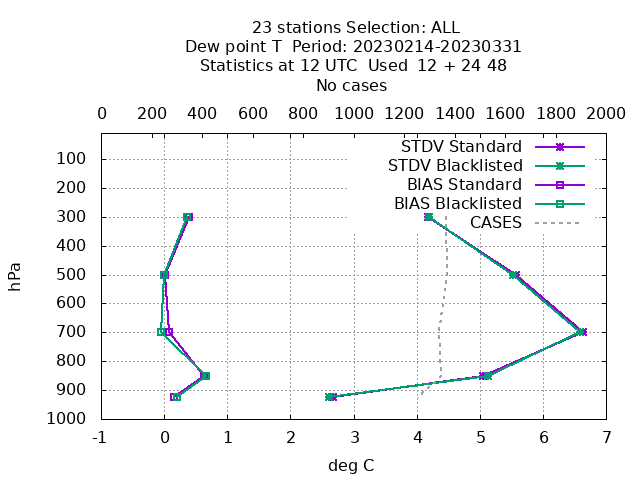 23 stations Selection: ALL
Dew point T  Period: 20230214-20230331
Statistics at 12 UTC  Used  12 + 24 48
No cases
0 200 400 600 800 1000 1200 1400 1600 1800 2000
STDV Standard
STDV Blacklisted
BIAS Standard
BIAS Blacklisted
CASES
hPa
100
200
300
400
500
600
700
800
900
1000
-1 0 1 2 3 4 5 6 7
deg C